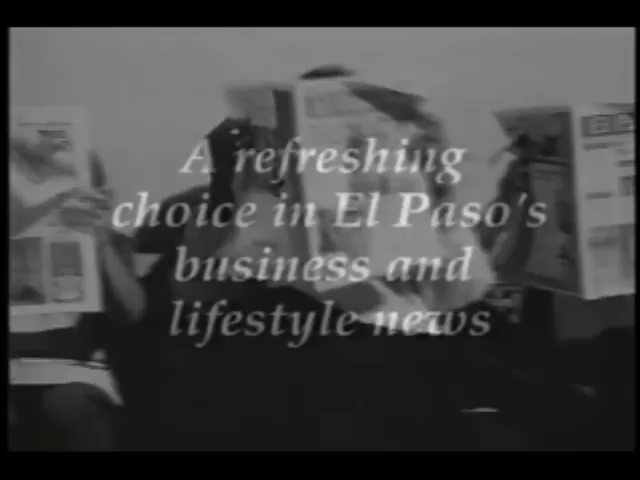 A refreshing
choice in El Paso's
business and
lifestyle news